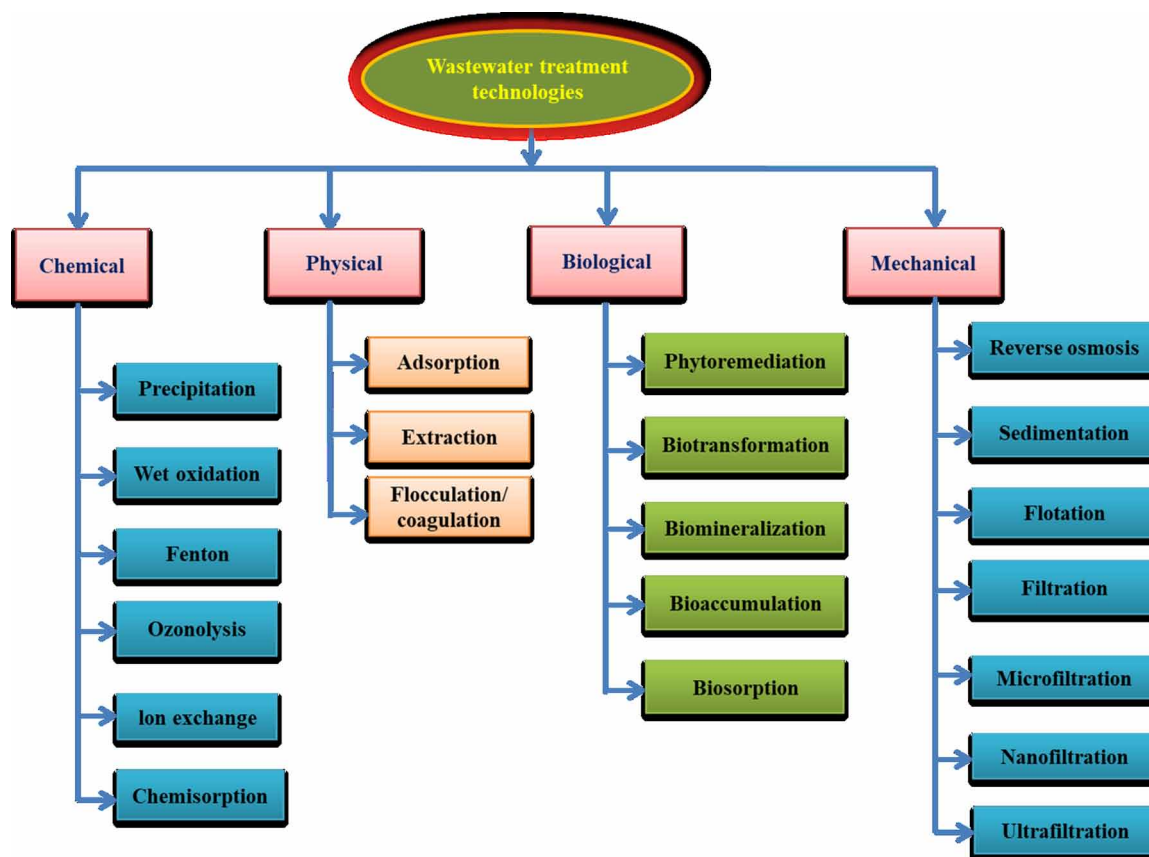 Wastewater treatment
technologies
Chemical
Physical
Biological
Mechanical
Precipitation
Wet oxidation
Fenton
Ozonolysis
lon exchange
Chemisorption
Adsorption
Extraction
Flocculation/
coagulation
Phytoremediation
Biotransformation
Biomineralization
Bioaccumulation
Biosorption
Reverse osmosis
Sedimentation
Flotation
Filtration
Microfiltration
Nanofiltration
Ultrafiltration